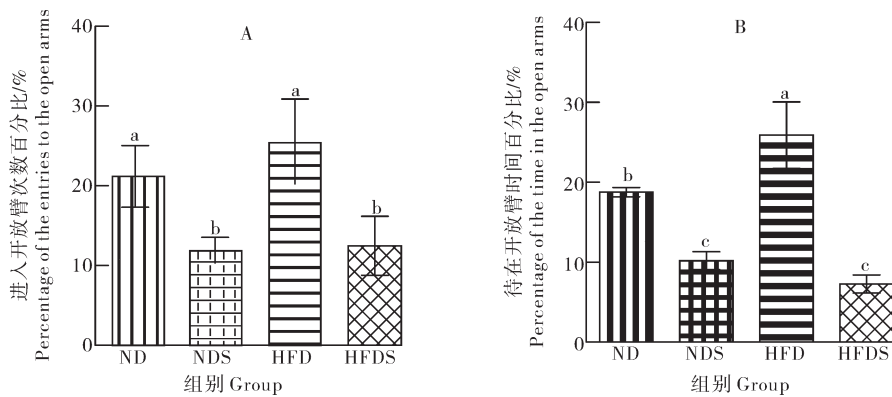 A
进入开放臂次数百分比/%
Percentage of the entries to the open arms
40
30
20
10
0
a
b
a
b
ND NDS HFD HFDS
组别 Group
B
待在开放臂时间百分比/%
Percentage of the time in the open arms
40
30
20
10
0
b
c
a
c
ND NDS HFD HFDS
组别 Group